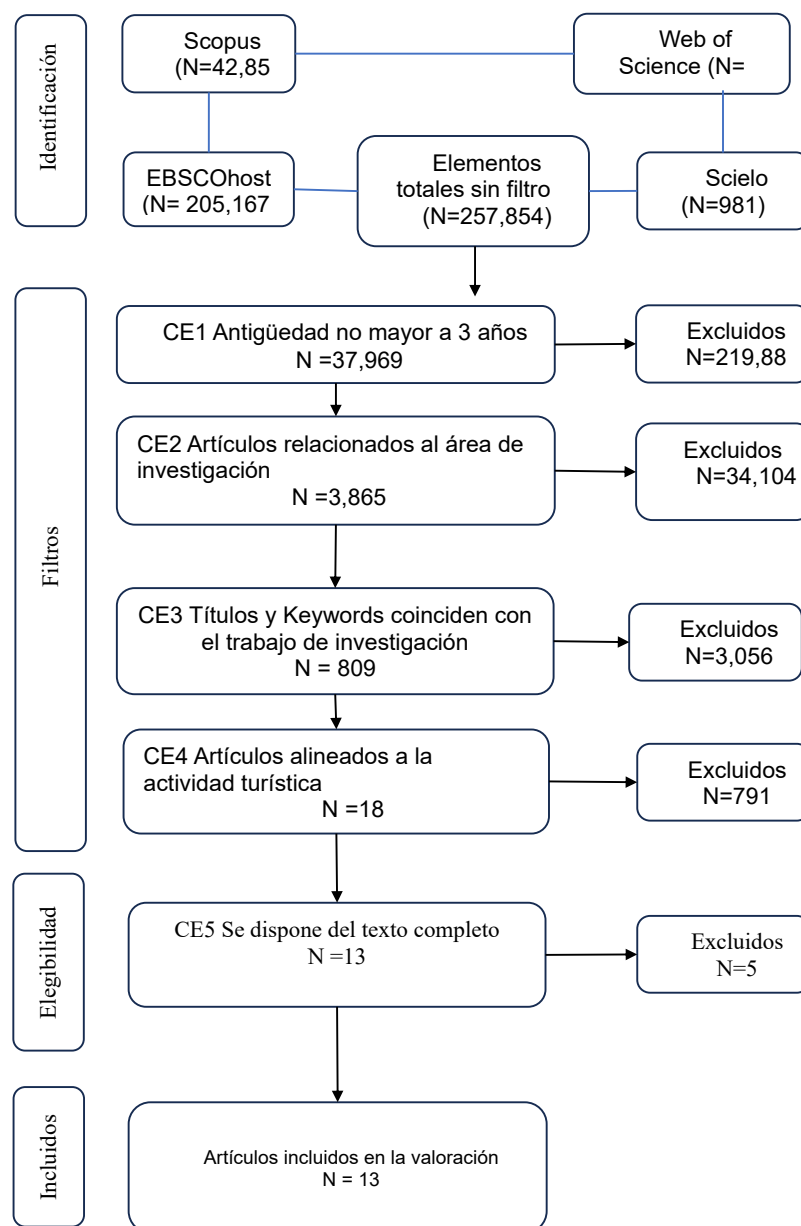 Identificación
Scopus
(N=42,85
Web of
Science (N=
EBSCOhost
(N= 205,167
Elementos
totales sin filtro
(N=257,854)
Scielo
(N=981)
Filtros
CE1 Antigüedad no mayor a 3 años
N =37,969
Excluidos
N=219,88
CE2 Artículos relacionados al área de
investigación
N =3,865
Excluidos
N=34,104
CE3 Títulos y Keywords coinciden con
el trabajo de investigación
N = 809
Excluidos
N=3,056
CE4 Artículos alineados a la
actividad turística
N =18
Excluidos
N=791
Elegibilidad
CE5 Se dispone del texto completo
N =13
Excluidos
N=5
Incluidos
Artículos incluidos en la valoración
N = 13